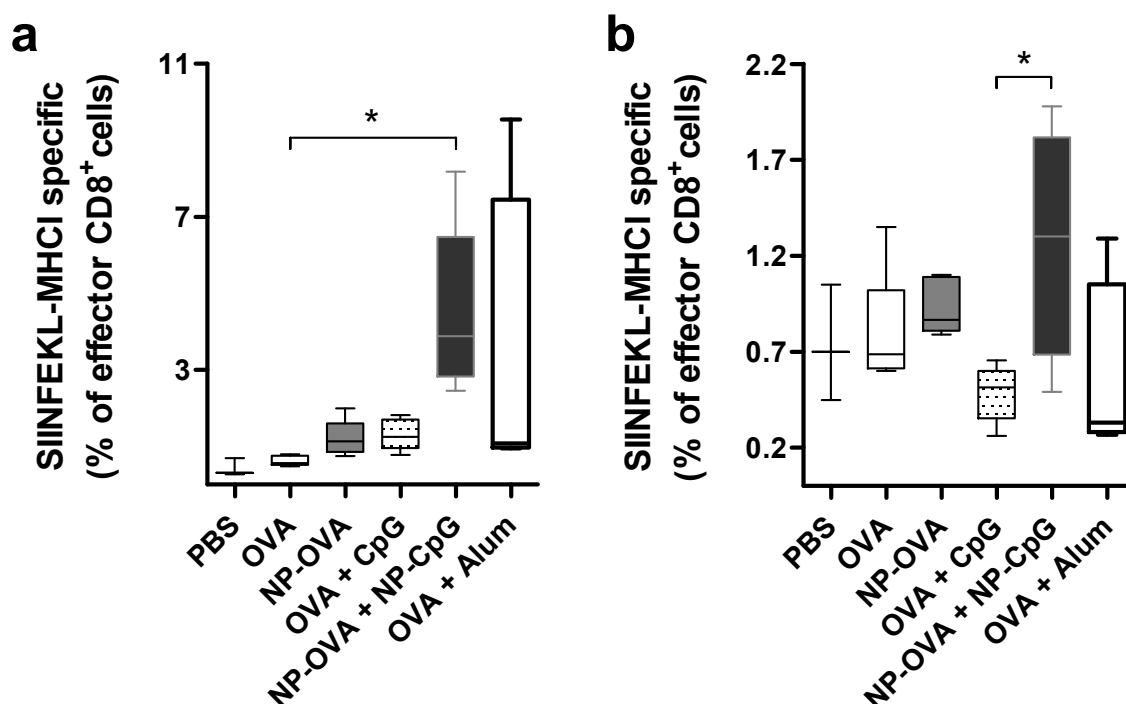 a
SIINFEKL-MHCI specific
(% of effector CD8+ cells)
11
7
3
*
PBS
OVA
NP-OVA
OVA + CpG
NP-OVA + NP-CpG
OVA + Alum
b
SIINFEKL-MHCI specific
(% of effector CD8+ cells)
2.2
1.7
1.2
0.7
0.2
*
PBS
OVA
NP-OVA
OVA + CpG
NP-OVA + NP-CpG
OVA + Alum